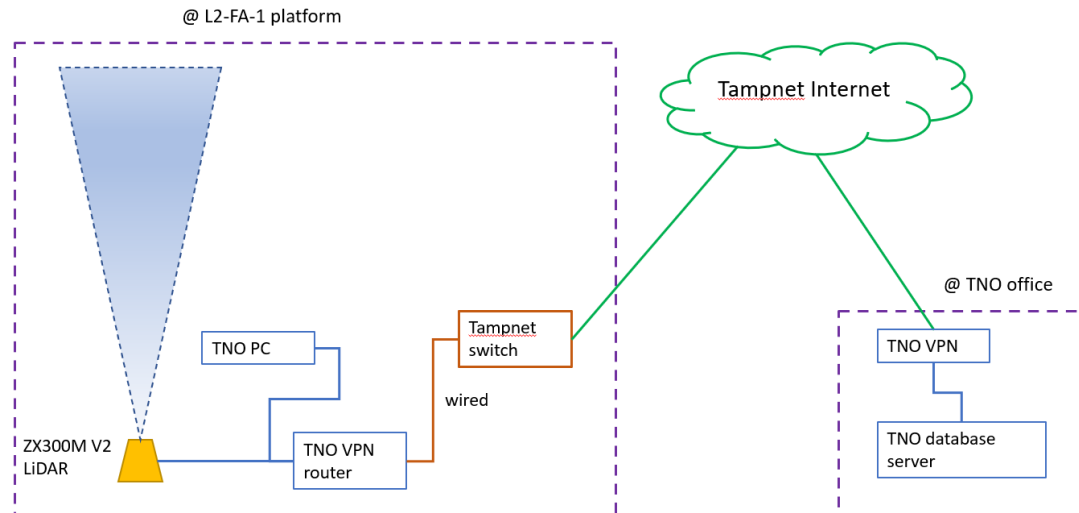 @ L2-FA-1 platform
Tampnet Internet
@ TNO office
Tampnet
switch
TNO PC
TNO VPN
wired
ZX300M V2
LiDAR
TNO VPN
router
TNO database
server